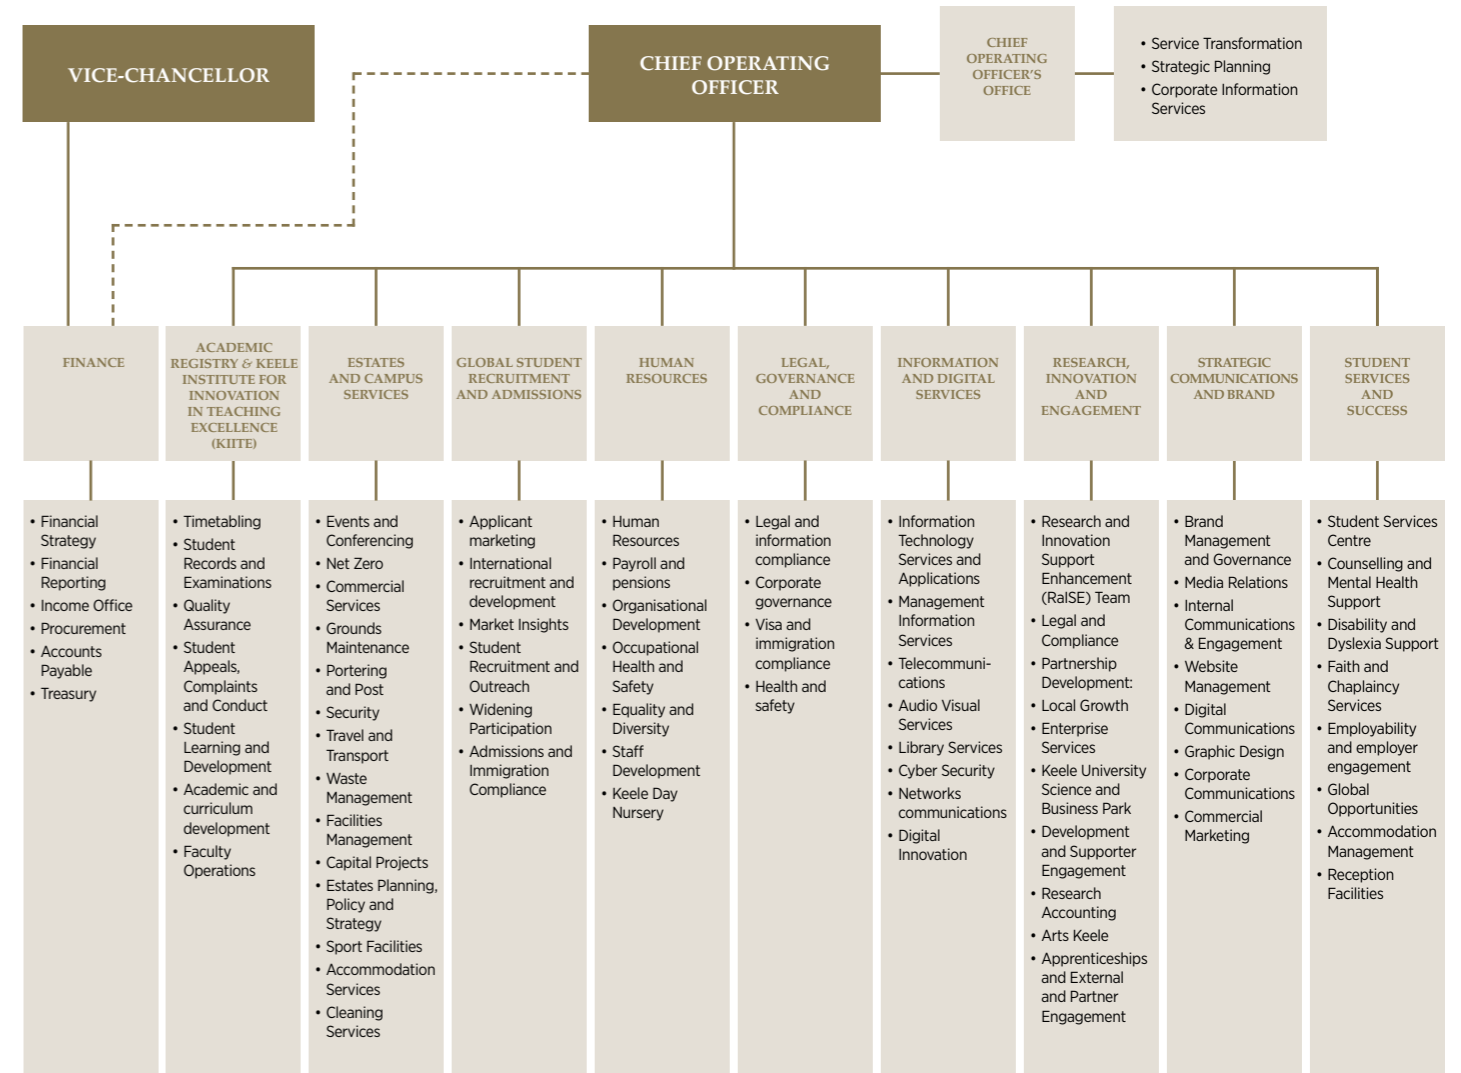 VICE-CHANCELLOR
CHIEF OPERATING
OFFICER
CHIEF
OPERATING
OFFICER'S
OFFICE
• Service Transformation
• Strategic Planning
• Corporate Information
Services
FINANCE
ACADEMIC
REGISTRY & KEELE
INSTITUTE FOR
INNOVATION
IN TEACHING
EXCELLENCE
(KIITE)
ESTATES
AND CAMPUS
SERVICES
GLOBAL STUDENT
RECRUITMENT
AND ADMISSIONS
HUMAN
RESOURCES
LEGAL,
GOVERNANCE
AND
COMPLIANCE
INFORMATION
AND DIGITAL
SERVICES
RESEARCH,
INNOVATION
AND
ENGAGEMENT
STRATEGIC
COMMUNICATIONS
AND BRAND
STUDENT
SERVICES
AND
SUCCESS
• Financial
Strategy
• Financial
Reporting
• Income Office
• Procurement
• Accounts
Payable
• Treasury
• Timetabling
• Student
Records and
Examinations
• Quality
Assurance
• Student
Appeals,
Complaints
and Conduct
• Student
Learning and
Development
• Academic and
curriculum
development
• Faculty
Operations
• Events and
Conferencing
• Net Zero
• Commercial
Services
• Grounds
Maintenance
• Portering
and Post
• Security
• Travel and
Transport
• Waste
Management
• Facilities
Management
• Capital Projects
• Estates Planning,
Policy and
Strategy
• Sport Facilities
• Accommodation
Services
• Cleaning
Services
• Applicant
marketing
• International
recruitment and
development
• Market Insights
• Student
Recruitment and
Outreach
• Widening
Participation
• Admissions and
Immigration
Compliance
• Human
Resources
• Payroll and
pensions
• Organisational
Development
• Occupational
Health and
Safety
• Equality and
Diversity
• Staff
Development
• Keele Day
Nursery
• Legal and
information
compliance
• Corporate
governance
• Visa and
immigration
compliance
• Health and
safety
• Information
Technology
Services and
Applications
• Management
Information
Services
• Telecommuni-
cations
• Audio Visual
Services
• Library Services
• Cyber Security
• Networks
communications
• Digital
Innovation
• Research and
Innovation
Support
Enhancement
(RaISE) Team
• Legal and
Compliance
• Partnership
Development:
• Local Growth
• Enterprise
Services
• Keele University
Science and
Business Park
• Development
and Supporter
Engagement
• Research
Accounting
• Arts Keele
• Apprenticeships
and External
and Partner
Engagement
• Brand
Management
and Governance
• Media Relations
• Internal
Communications
& Engagement
• Website
Management
• Digital
Communications
• Graphic Design
• Corporate
Communications
• Commercial
Marketing
• Student Services
Centre
• Counselling and
Mental Health
Support
• Disability and
Dyslexia Support
• Faith and
Chaplaincy
Services
• Employability
and employer
engagement
• Global
Opportunities
• Accommodation
Management
• Reception
Facilities